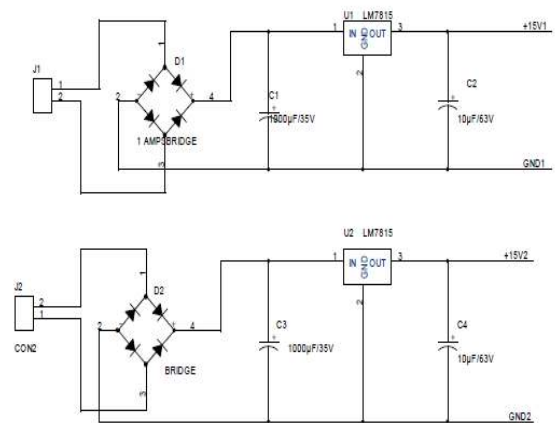 U1 LM7815
1 IN OUT 3 +15V1
GND
2
J1
1
2
1
D1
2 4
1 AMPSBRIDGE
3
C1
1000µF/35V
C2
10µF/63V
GND1
U2 LM7815
1 IN OUT 3 +15V2
GND
2
J2
2
1
CON2
1
D2
2 4
BRIDGE
3
C3
1000µF/35V
C4
10µF/63V
GND2